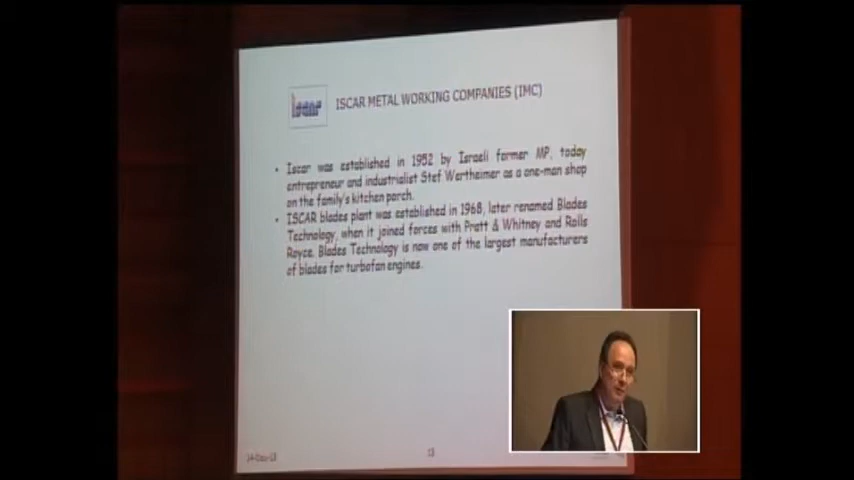 iscar
ISCAR METAL WORKING COMPANIES (IMC)
• Iscar was established in 1952 by Israeli former MP, today
entrepreneur and industrialist Stef Wertheimer as a one-man shop
on the family's kitchen porch.
• ISCAR blades plant was established in 1968, later renamed Blades
Technology, when it joined forces with Pratt & Whitney and Rolls
Royce. Blades Technology is now one of the largest manufacturers
of blades for turbofan engines.
13